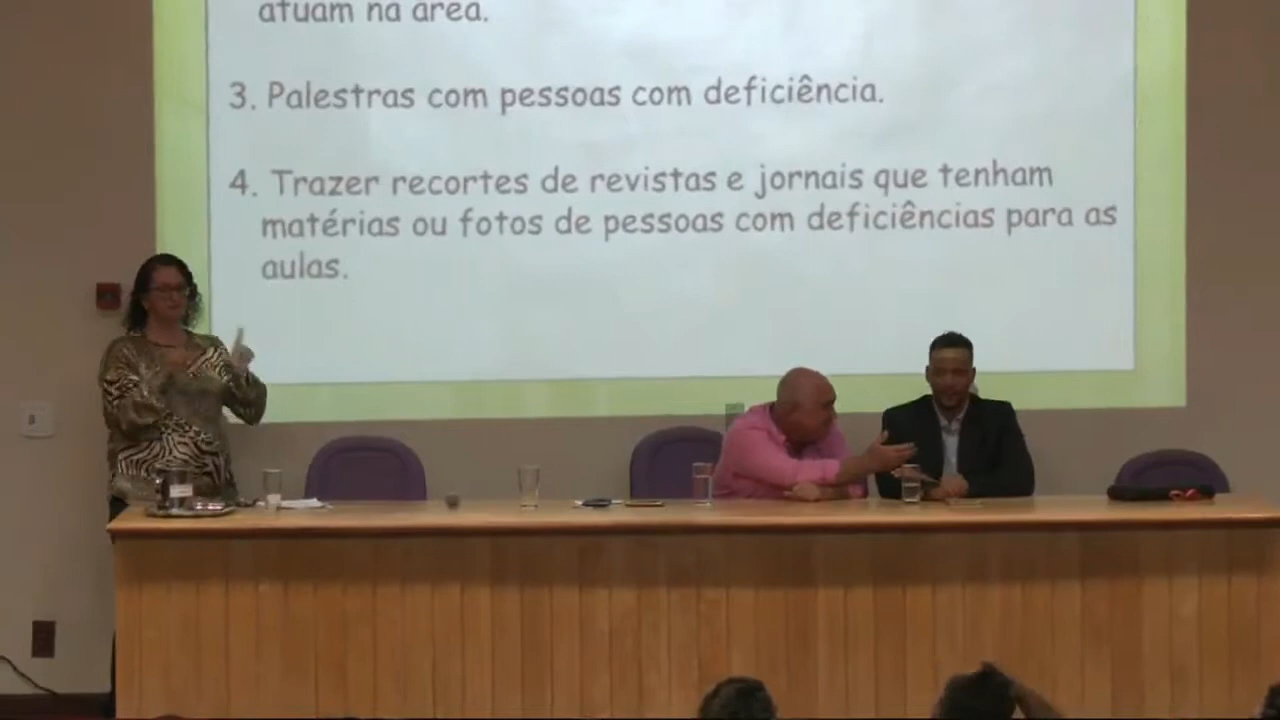 atuam na área.
3. Palestras com pessoas com deficiência.
4. Trazer recortes de revistas e jornais que tenham
matérias ou fotos de pessoas com deficiências para as
aulas.